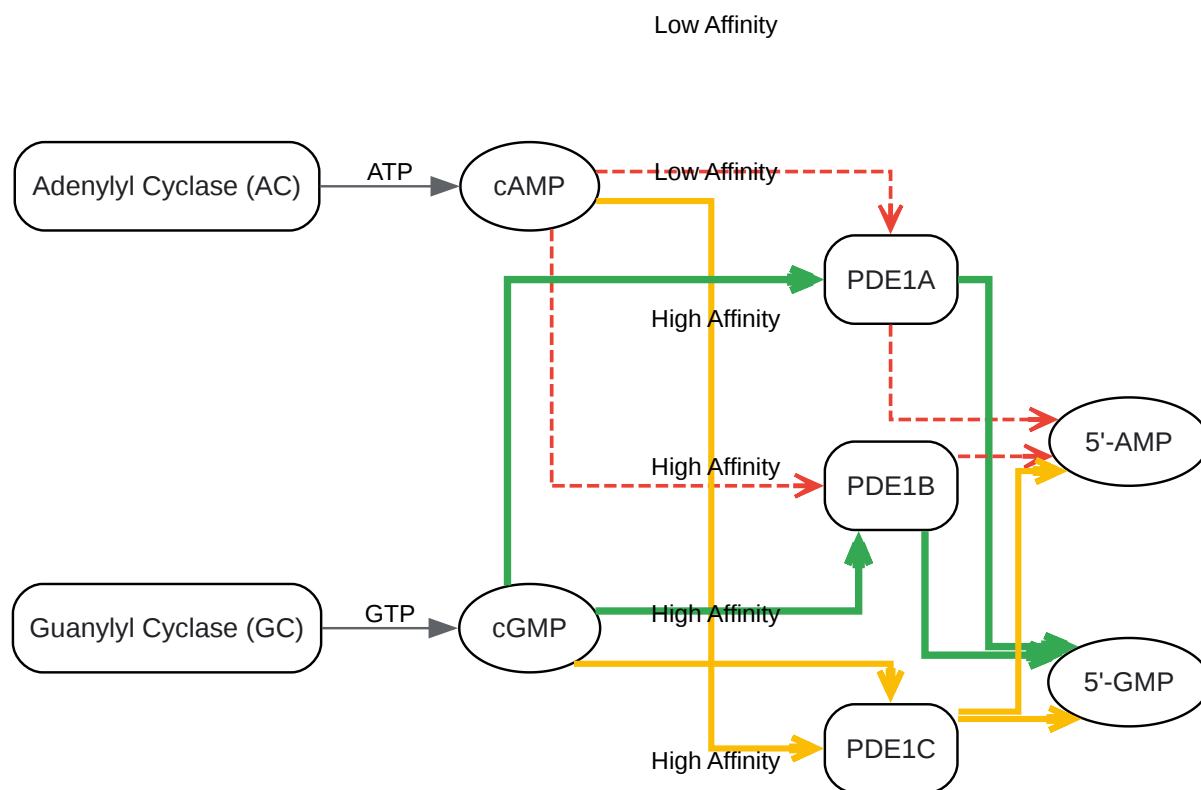 Low Affinity
Adenylyl Cyclase (AC)
ATP
cAMP
Low Affinity
PDE1A
High Affinity
5'-AMP
High Affinity
PDE1B
Guanylyl Cyclase (GC)
GTP
cGMP
High Affinity
5'-GMP
PDE1C
High Affinity